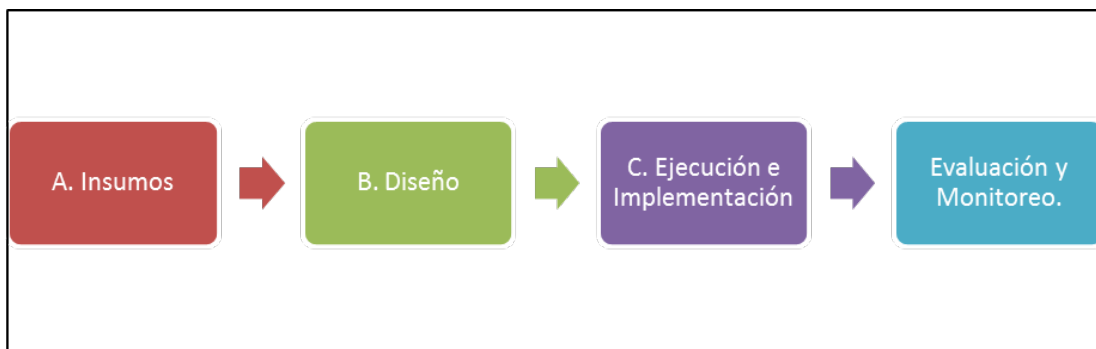 A. Insumos
B. Diseño
C. Ejecución e
Implementación
Evaluación y
Monitoreo.